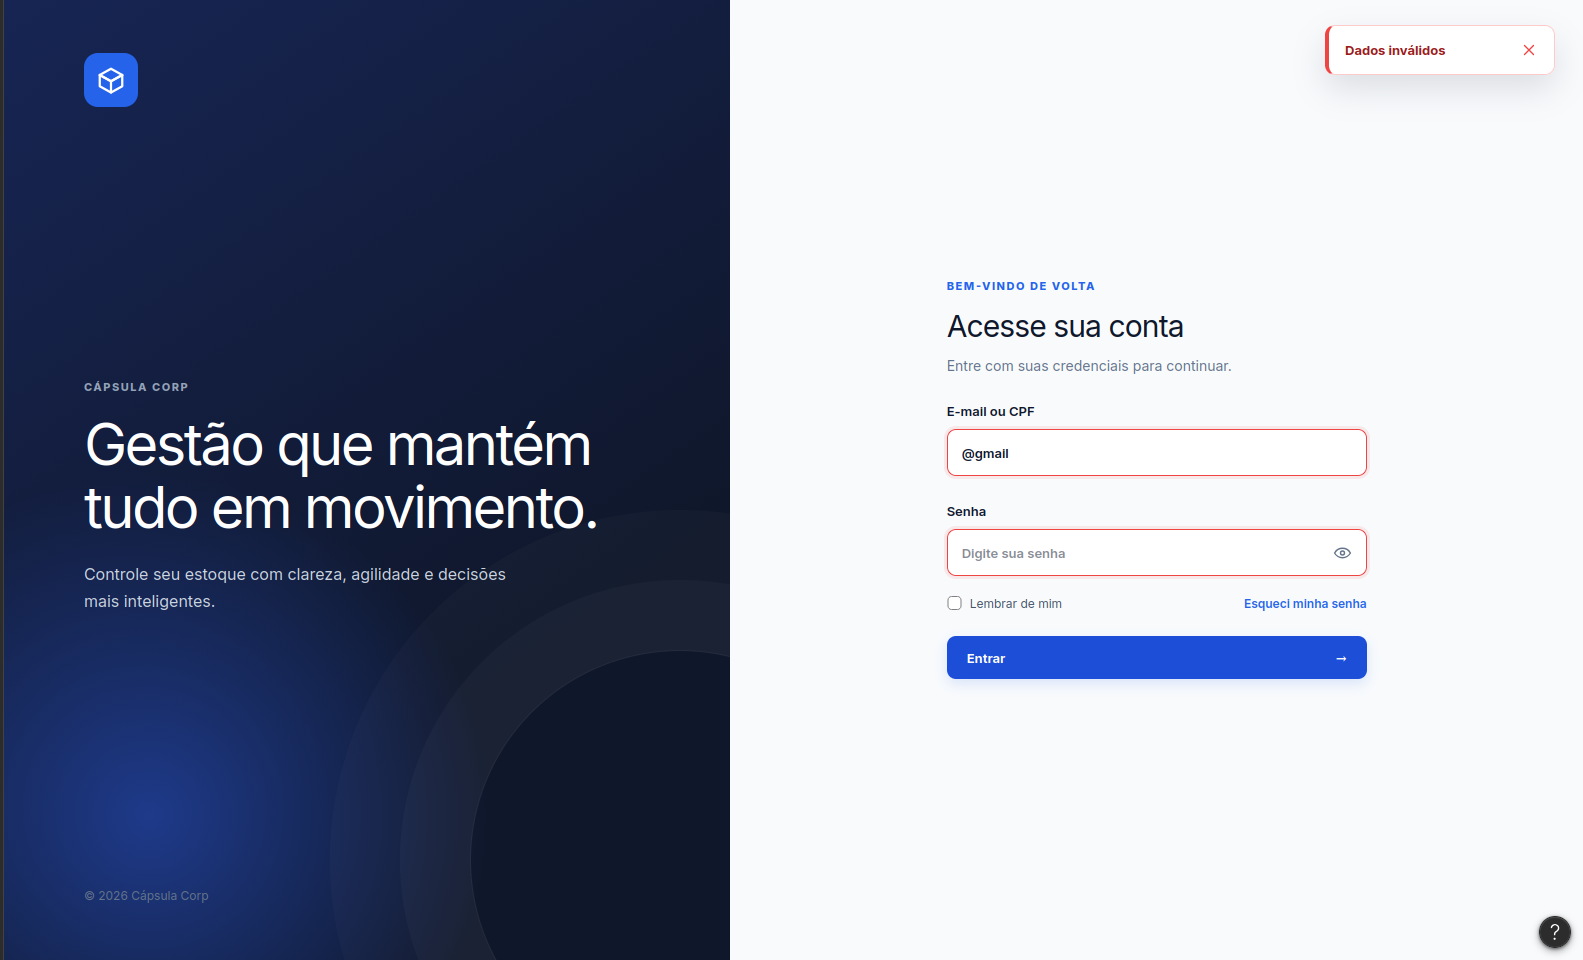 Dados inválidos
CÁPSULA CORP
Gestão que mantém
tudo em movimento.
Controle seu estoque com clareza, agilidade e decisões
mais inteligentes.
© 2026 Cápsula Corp
BEM-VINDO DE VOLTA
Acesse sua conta
Entre com suas credenciais para continuar.
E-mail ou CPF
@gmail
Senha
Digite sua senha
Lembrar de mim
Esqueci minha senha
Entrar →
?